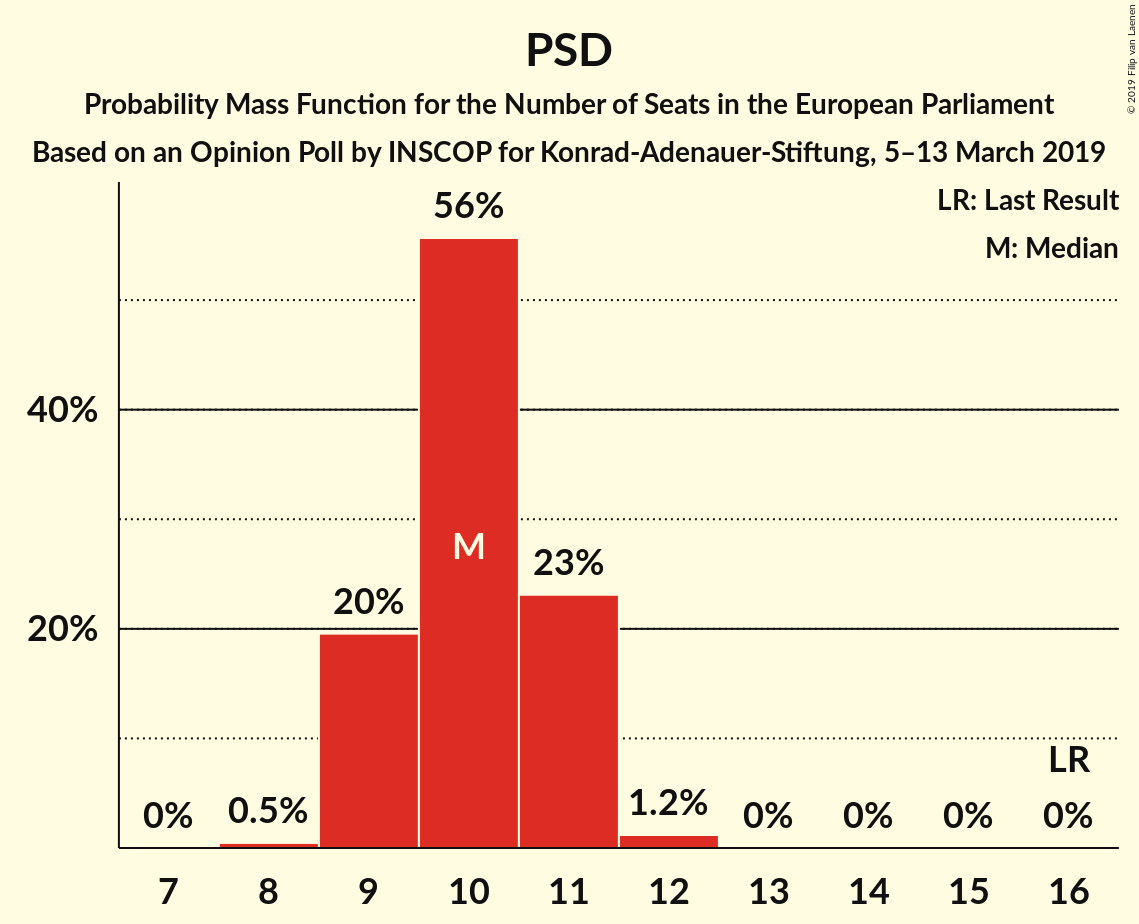 PSD
Probability Mass Function for the Number of Seats in the European Parliament
Based on an Opinion Poll by INSCOP for Konrad-Adenauer-Stiftung, 5–13 March 2019
© 2019 Filip van Laenen
LR: Last Result
M: Median
56%
40%
M
23%
20%
20%
LR
0%
0.5%
1.2%
0%
0%
0%
0%
7 8 9 10 11 12 13 14 15 16